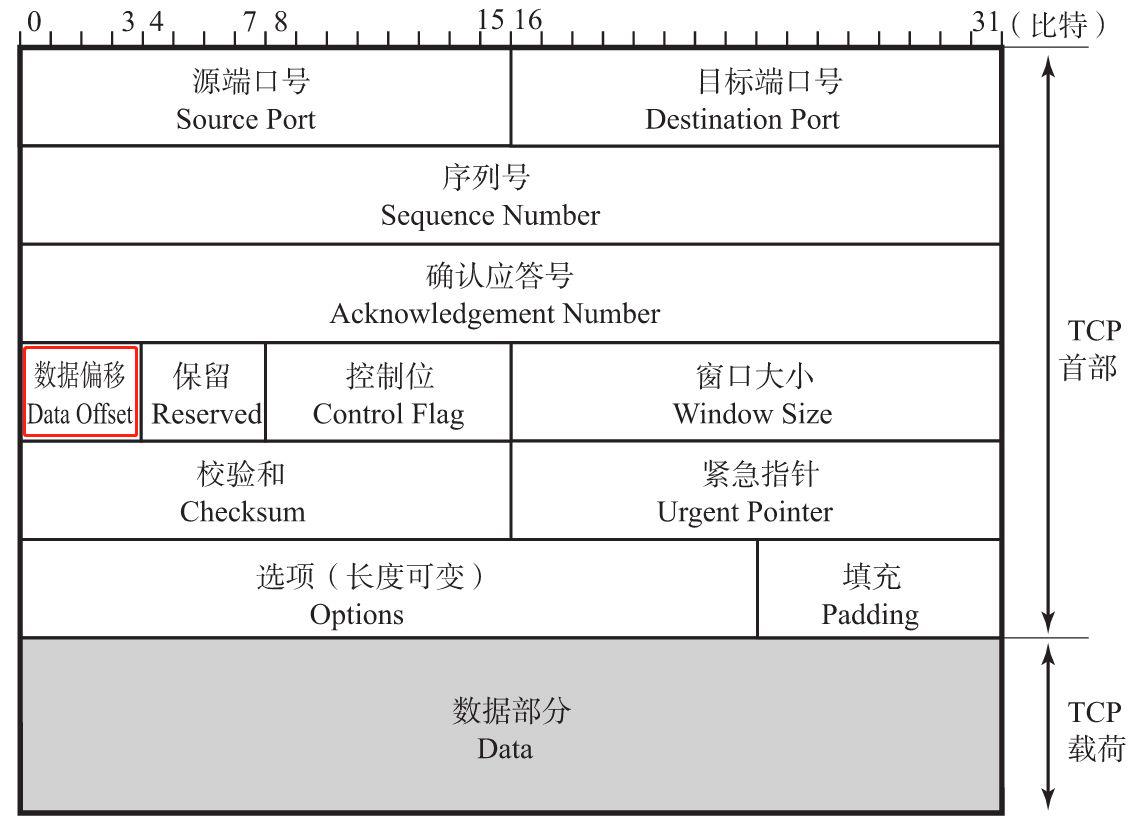 0 3 4 7 8 15 16 31（比特）
源端口号
Source Port
目标端口号
Destination Port
序列号
Sequence Number
确认应答号
Acknowledgement Number
TCP
首部
数据偏移
Data Offset
保留
Reserved
控制位
Control Flag
窗口大小
Window Size
校验和
Checksum
紧急指针
Urgent Pointer
选项（长度可变）
Options
填充
Padding
数据部分
Data
TCP
载荷